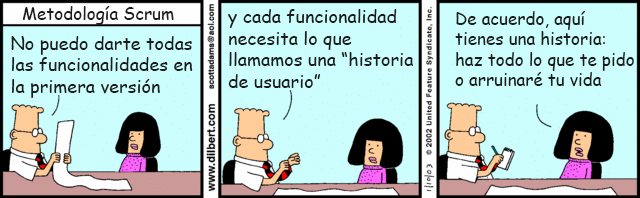 Metodología Scrum
No puedo darte todas
las funcionalidades en
la primera versión
www.dilbert.com
scottadams@aol.com
y cada funcionalidad
necesita lo que
llamamos una “historia
de usuario”
1/10/03 © 2002 United Feature Syndicate, Inc.
De acuerdo, aquí
tienes una historia:
haz todo lo que te pido
o arruinaré tu vida